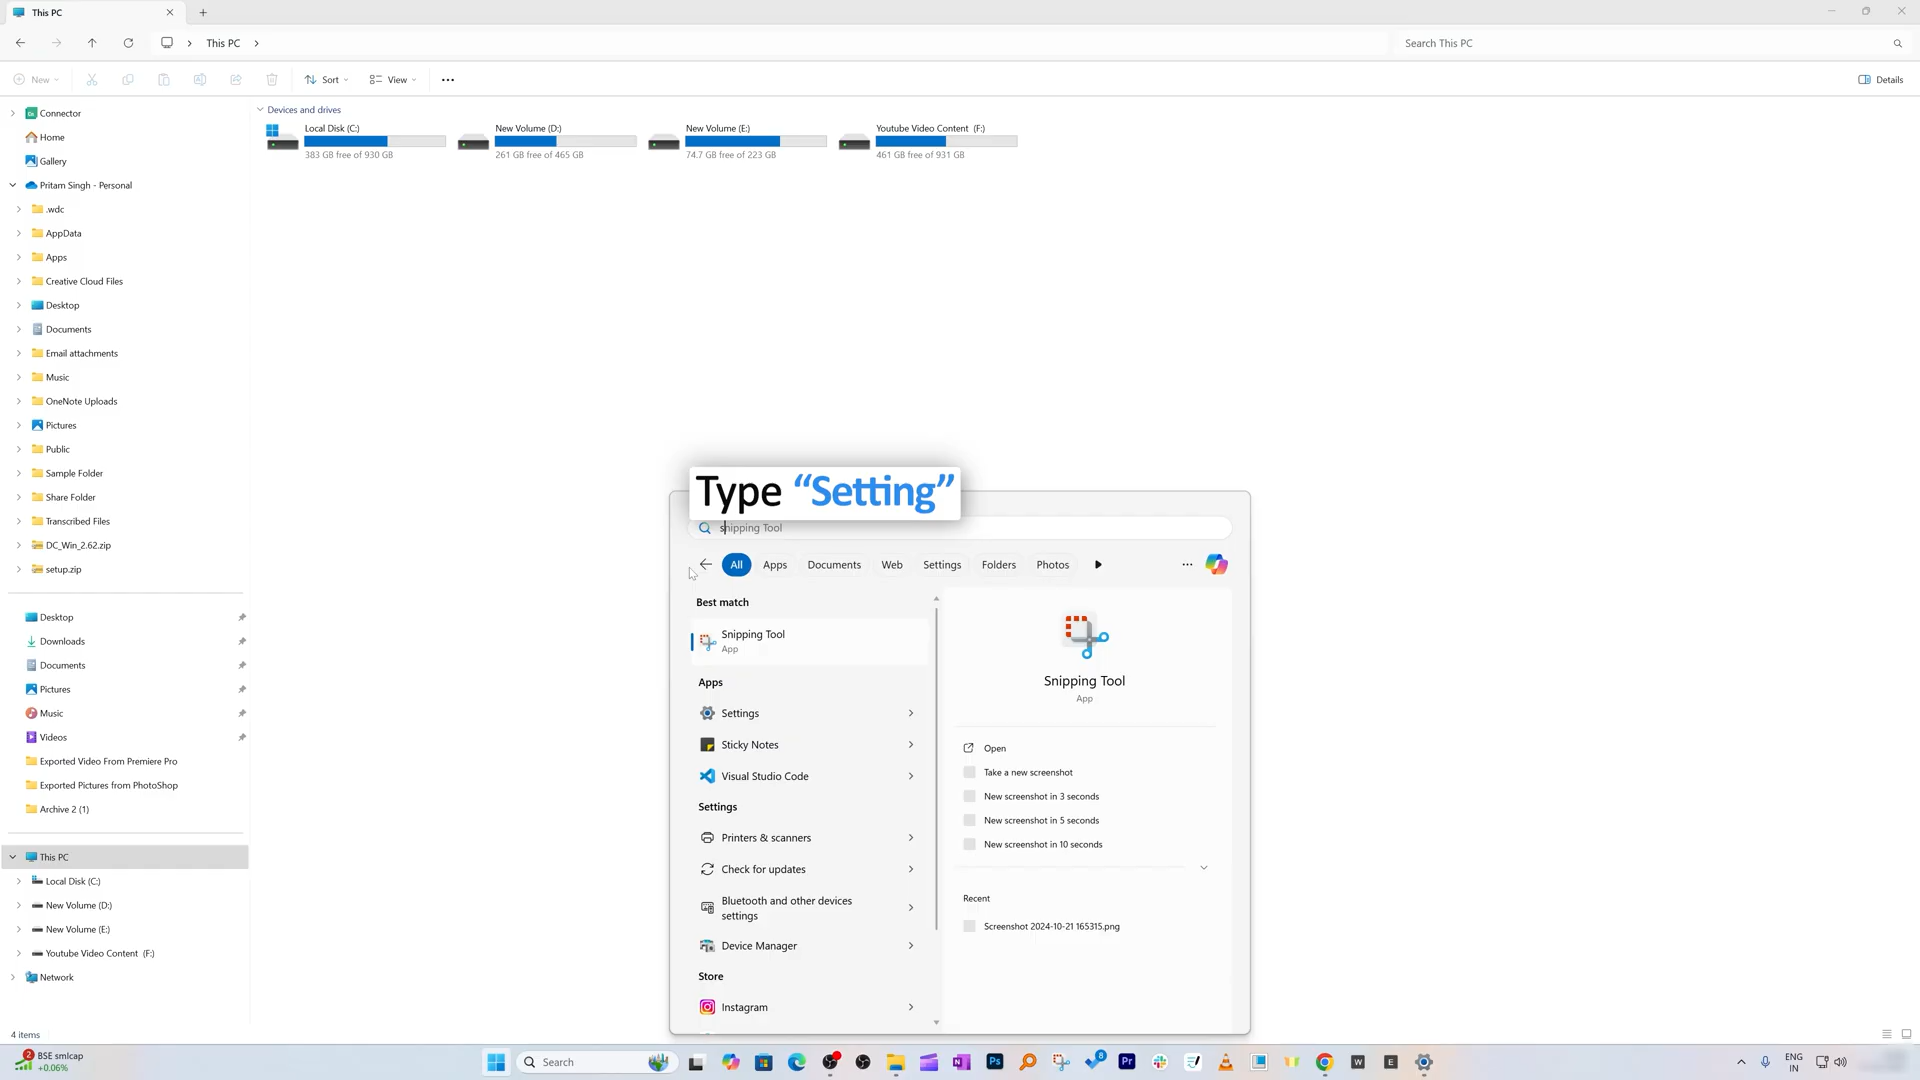 This PC
This PC
Search This PC
New
Sort
View
Details
Connector
Home
Gallery
Pritam Singh - Personal
.wdc
AppData
Apps
Creative Cloud Files
Desktop
Documents
Email attachments
Music
OneNote Uploads
Pictures
Public
Sample Folder
Share Folder
Transcribed Files
DC_Win_2.62.zip
setup.zip
Desktop
Downloads
Documents
Pictures
Music
Videos
Exported Video From Premiere Pro
Exported Pictures from PhotoShop
Archive 2 (1)
This PC
Local Disk (C:)
New Volume (D:)
New Volume (E:)
Youtube Video Content (F:)
Network
4 items
Devices and drives
Local Disk (C:)
383 GB free of 930 GB
New Volume (D:)
261 GB free of 465 GB
New Volume (E:)
74.7 GB free of 223 GB
Youtube Video Content (F:)
461 GB free of 931 GB
Type “Setting”
snipping Tool
All
Apps
Documents
Web
Settings
Folders
Photos
Best match
Snipping Tool
App
Apps
Settings
Sticky Notes
Visual Studio Code
Settings
Printers & scanners
Check for updates
Bluetooth and other devices
settings
Device Manager
Store
Instagram
Snipping Tool
App
Open
Take a new screenshot
New screenshot in 3 seconds
New screenshot in 5 seconds
New screenshot in 10 seconds
Recent
Screenshot 2024-10-21 165315.png
2
BSE smlcap
+0.06%
Search
Ps
8
Pr
W
E
ENG
IN